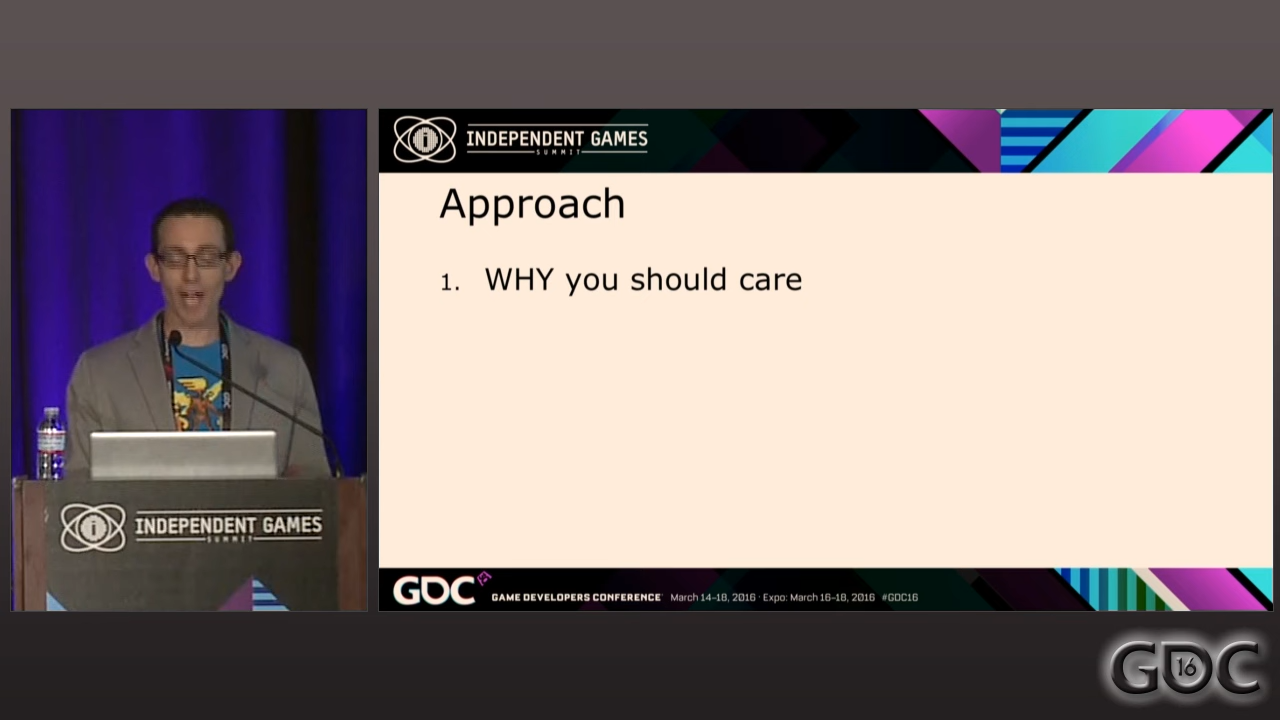 INDEPENDENT GAMES
SUMMIT
Approach
1. WHY you should care
INDEPENDENT GAMES
SUMMIT
GDC GAME DEVELOPERS CONFERENCE March 14–18, 2016 · Expo: March 16–18, 2016 #GDC16
GDC 16